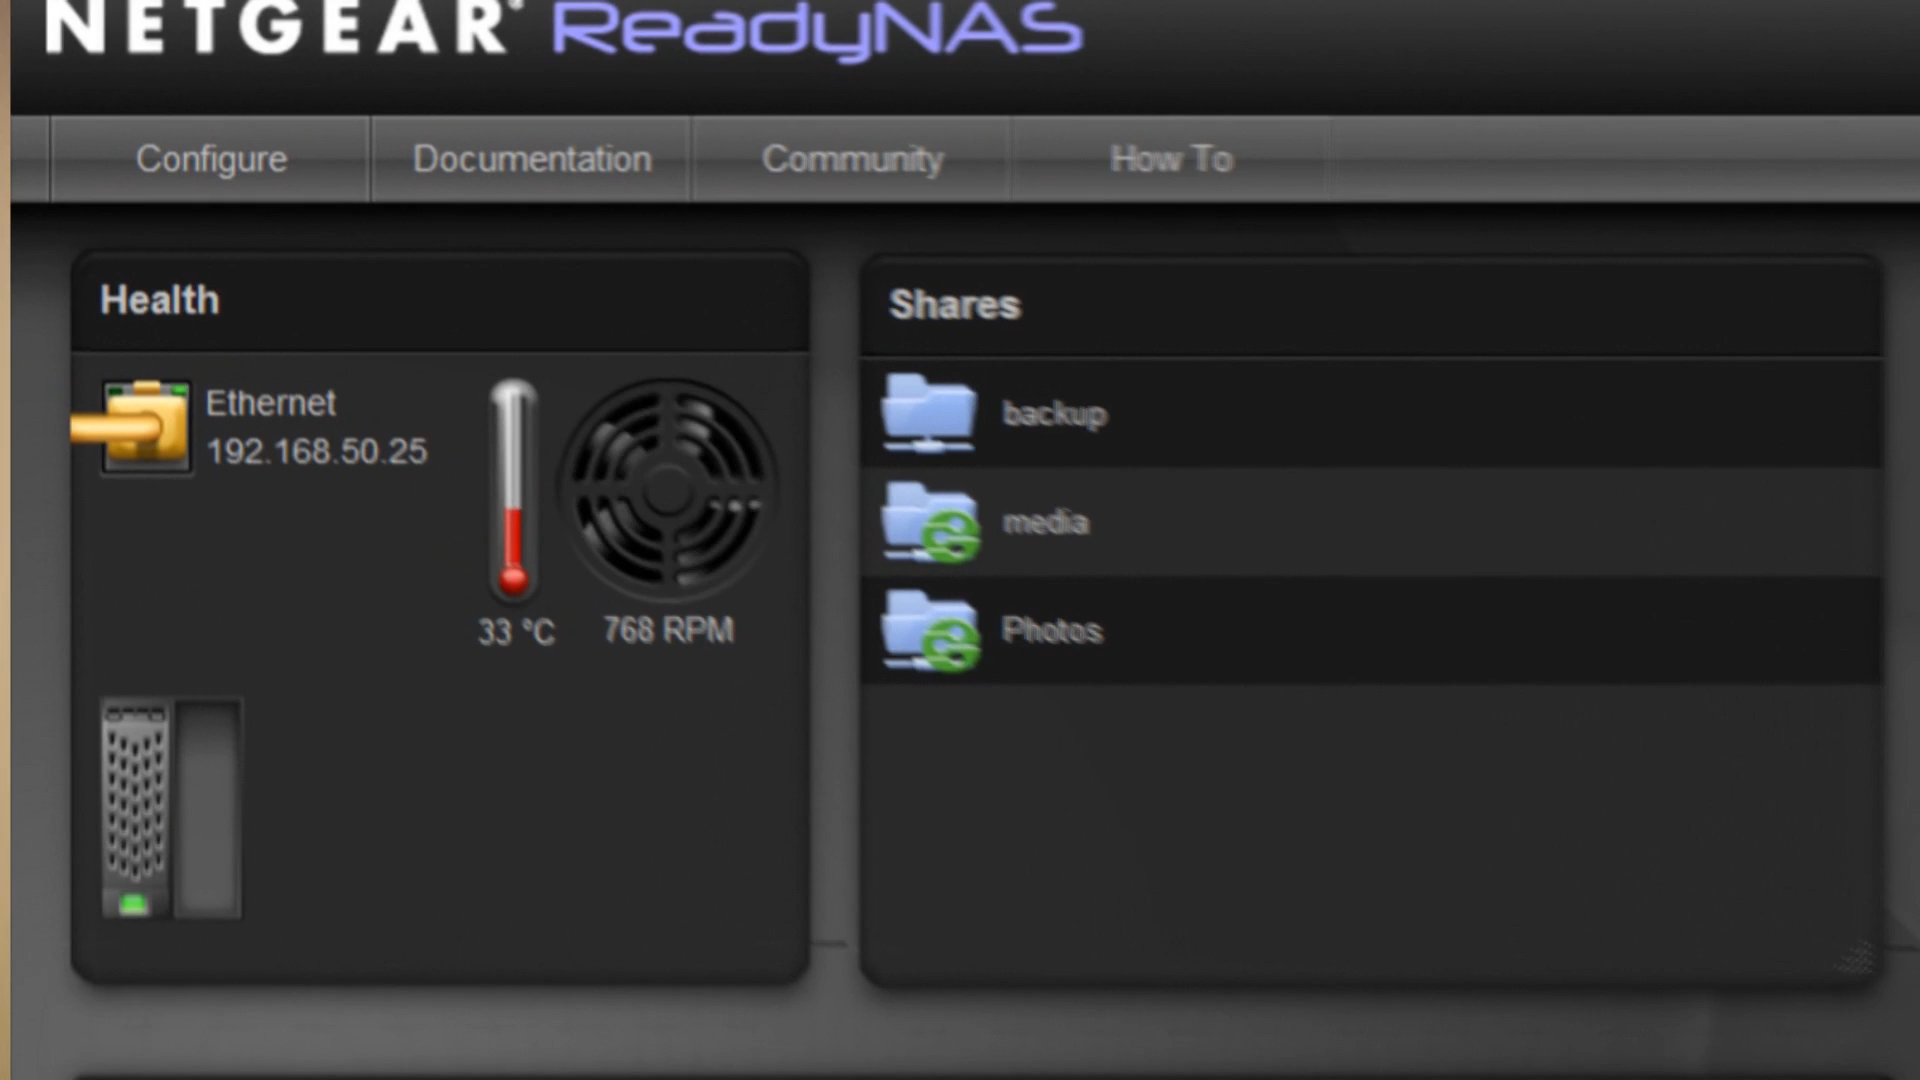 NETGEAR® ReadyNAS
Configure
Documentation
Community
How To
Health
Ethernet
192.168.50.25
33 °C
768 RPM
Shares
backup
media
Photos